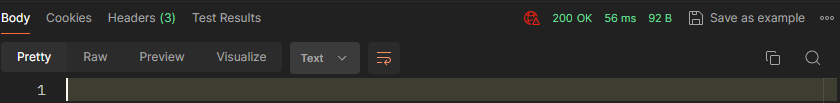 Body Cookies Headers (3) Test Results 200 OK 56 ms 92 B Save as example
Pretty Raw Preview Visualize Text
1